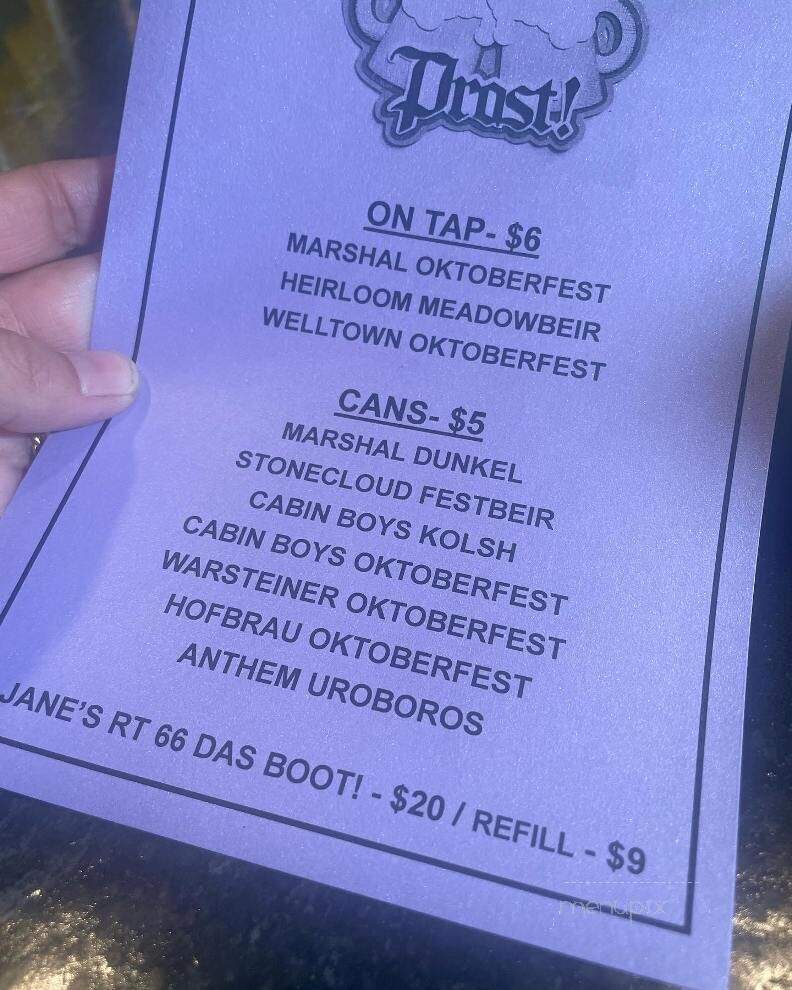 Prost!
ON TAP- $6
MARSHAL OKTOBERFEST
HEIRLOOM MEADOWBEIR
WELLTOWN OKTOBERFEST
CANS- $5
MARSHAL DUNKEL
STONECLOUD FESTBEIR
CABIN BOYS KOLSH
CABIN BOYS OKTOBERFEST
WARSTEINER OKTOBERFEST
HOFBRAU OKTOBERFEST
ANTHEM UROBOROS
JANE'S RT 66 DAS BOOT! - $20 / REFILL - $9
menupix